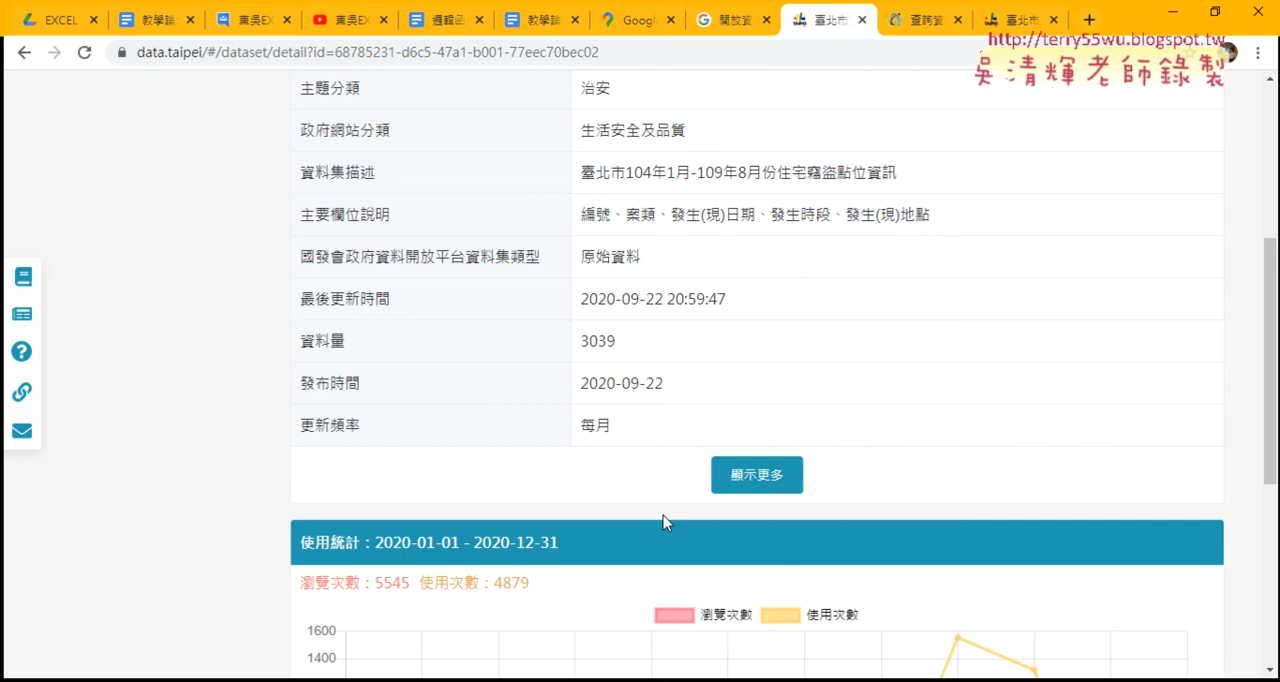 EXCEL
教學論
東吳EX
東吳EX
邏輯函
教學論
Google
開放資
臺北市
查詢資
臺北市
data.taipei/#/dataset/detail?id=68785231-d6c5-47a1-b001-77eec70bec02
http://terry55wu.blogspot.tw
吳清輝老師錄製
主題分類 治安
政府網站分類 生活安全及品質
資料集描述 臺北市104年1月-109年8月份住宅竊盜點位資訊
主要欄位說明 編號、案類、發生(現)日期、發生時段、發生(現)地點
國發會政府資料開放平台資料集類型 原始資料
最後更新時間 2020-09-22 20:59:47
資料量 3039
發布時間 2020-09-22
更新頻率 每月
顯示更多
使用統計：2020-01-01 - 2020-12-31
瀏覽次數：5545 使用次數：4879
瀏覽次數 使用次數
1600
1400